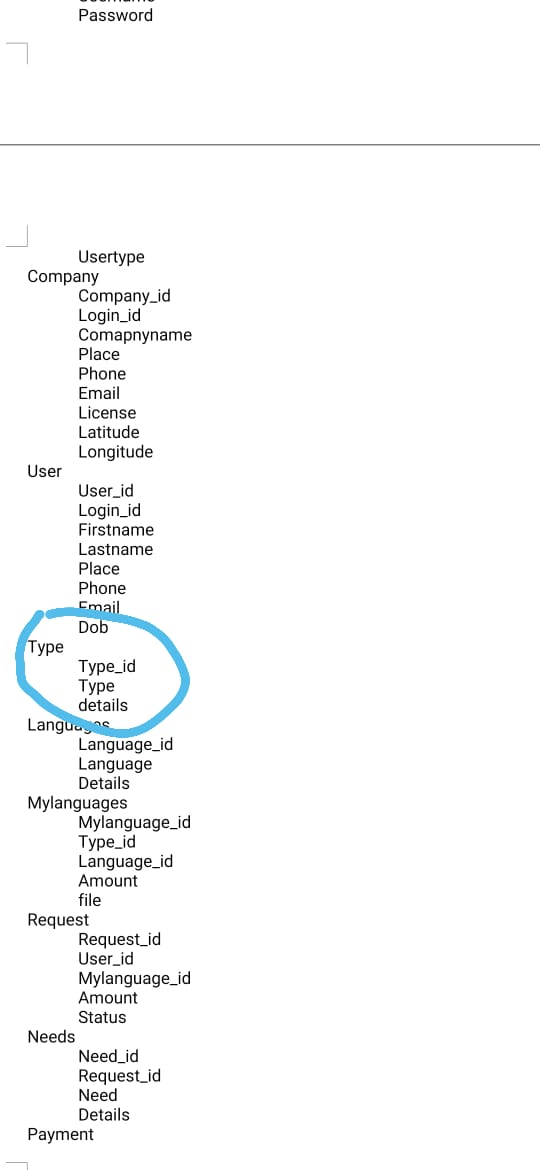 Password
Usertype
Company
Company_id
Login_id
Comapnyname
Place
Phone
Email
License
Latitude
Longitude
User
User_id
Login_id
Firstname
Lastname
Place
Phone
Email
Dob
Type
Type_id
Type
details
Languages
Language_id
Language
Details
Mylanguages
Mylanguage_id
Type_id
Language_id
Amount
file
Request
Request_id
User_id
Mylanguage_id
Amount
Status
Needs
Need_id
Request_id
Need
Details
Payment